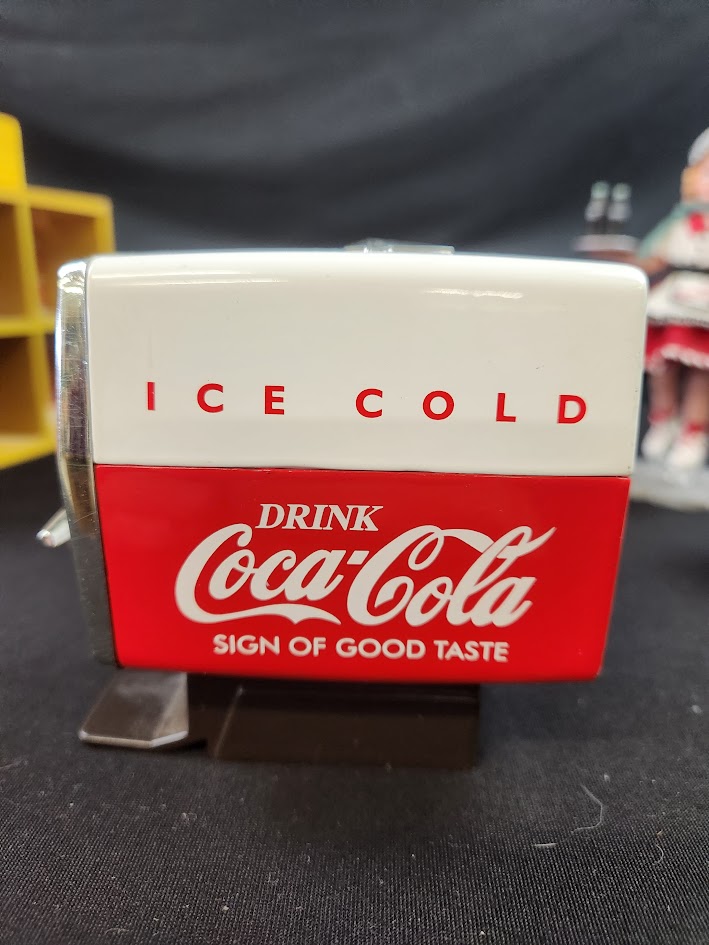 ICE COLD
DRINK
Coca-Cola
SIGN OF GOOD TASTE